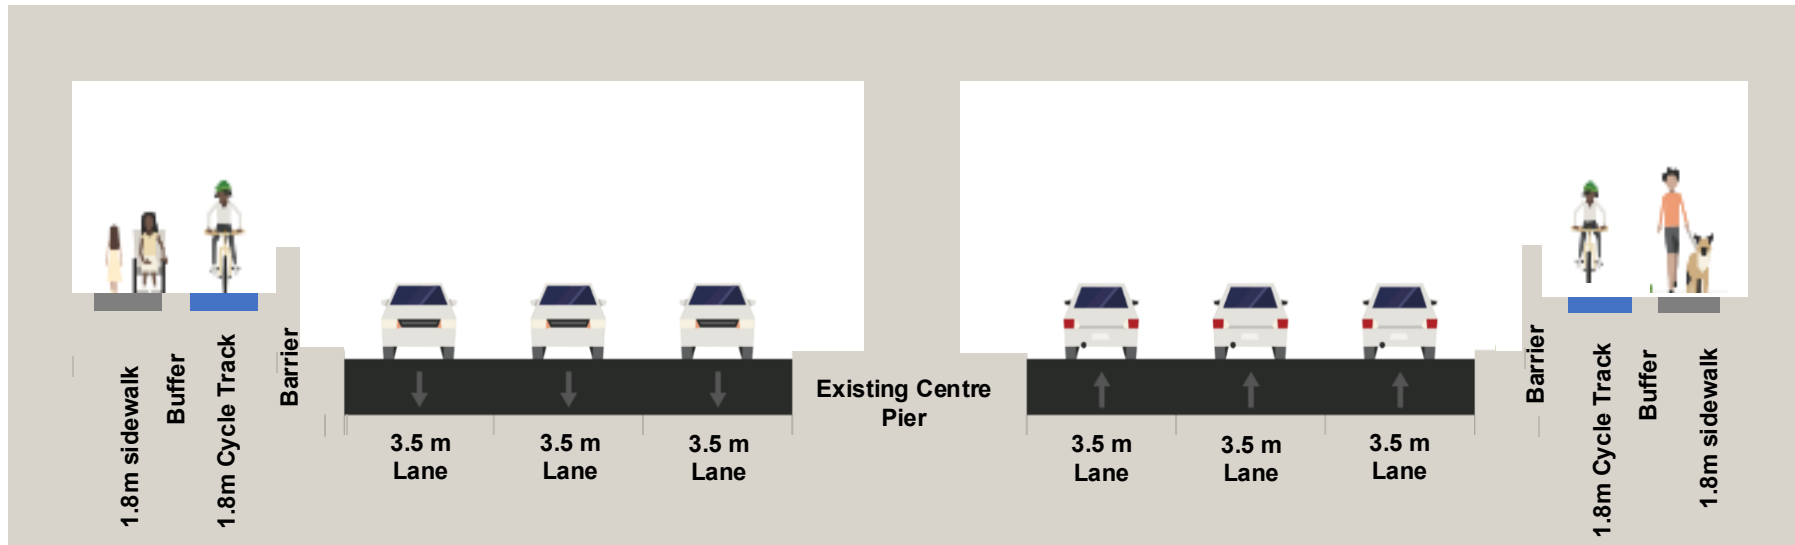 1.8m sidewalk
Buffer
1.8m Cycle Track
Barrier
3.5 m
Lane
3.5 m
Lane
3.5 m
Lane
Existing Centre
Pier
3.5 m
Lane
3.5 m
Lane
3.5 m
Lane
Barrier
1.8m Cycle Track
Buffer
1.8m sidewalk